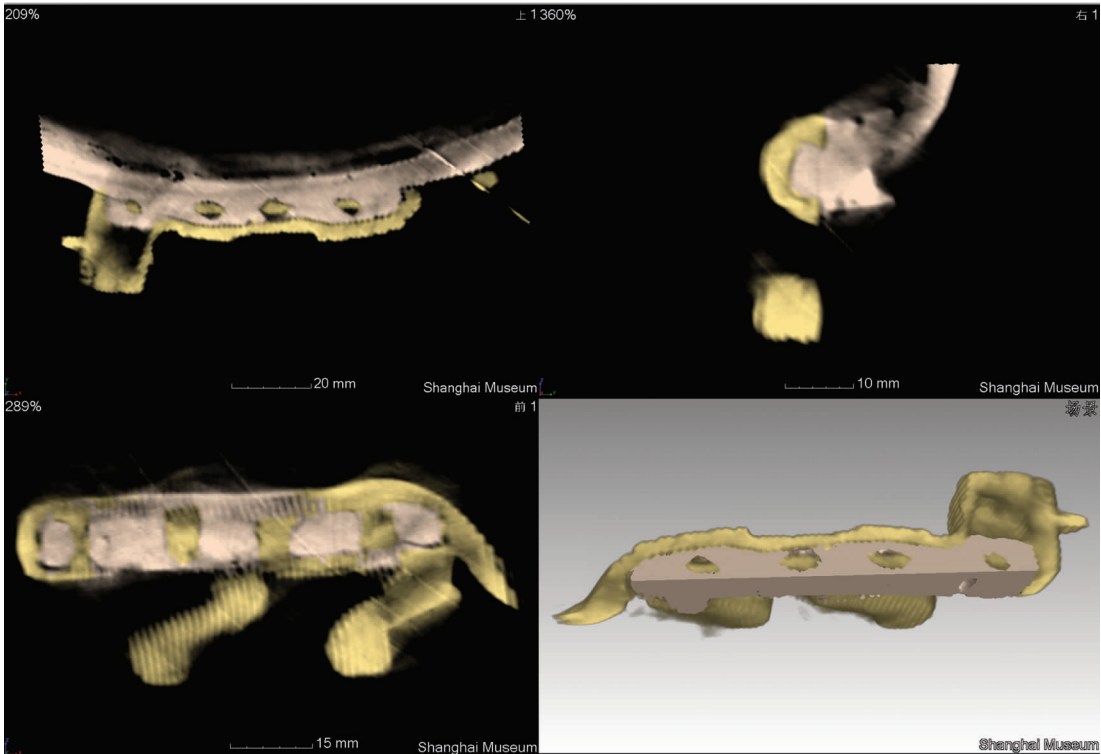 209%
上 1
20 mm
Shanghai Museum
360%
右 1
10 mm
Shanghai Museum
289%
前 1
15 mm
Shanghai Museum
场景
Shanghai Museum